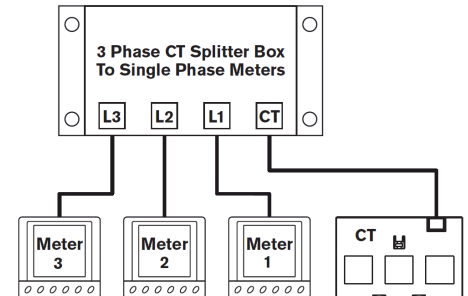 3 Phase CT Splitter Box
To Single Phase Meters
L3 L2 L1 CT
Meter
3
Meter
2
Meter
1
CT